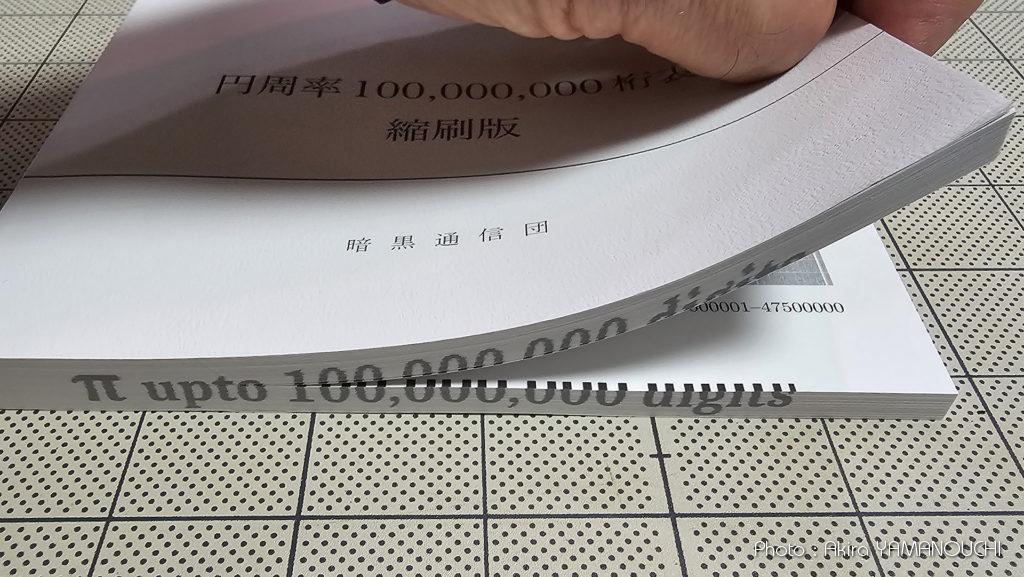 円周率 100,000,000 桁
縮刷版
暗黒通信団
00001–47500000
π upto 100,000,000 digits
Photo : Akira YAMANOUCHI